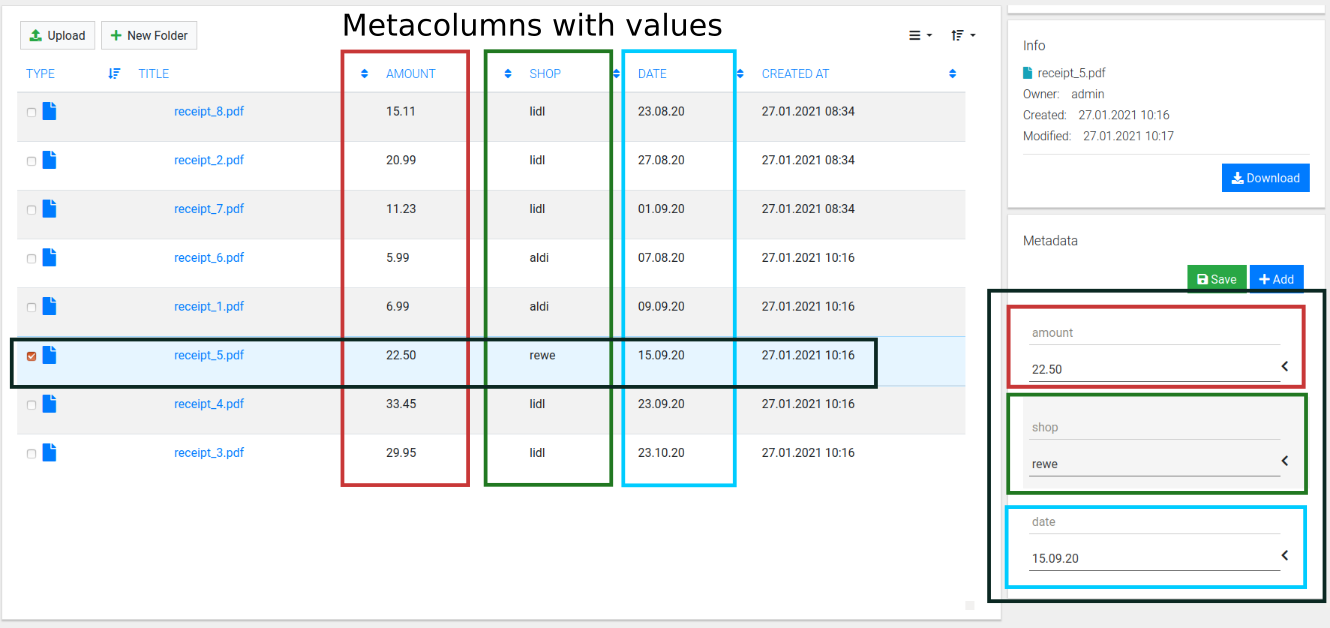 Metacolumns with values
Upload New Folder
TYPE TITLE AMOUNT SHOP DATE CREATED AT
receipt_8.pdf 15.11 lidl 23.08.20 27.01.2021 08:34
receipt_2.pdf 20.99 lidl 27.08.20 27.01.2021 08:34
receipt_7.pdf 11.23 lidl 01.09.20 27.01.2021 08:34
receipt_6.pdf 5.99 aldi 07.08.20 27.01.2021 10:16
receipt_1.pdf 6.99 aldi 09.09.20 27.01.2021 10:16
receipt_5.pdf 22.50 rewe 15.09.20 27.01.2021 10:16
receipt_4.pdf 33.45 lidl 23.09.20 27.01.2021 10:16
receipt_3.pdf 29.95 lidl 23.10.20 27.01.2021 10:16
Info
receipt_5.pdf
Owner: admin
Created: 27.01.2021 10:16
Modified: 27.01.2021 10:17
Download
Metadata
Save Add
amount
22.50
shop
rewe
date
15.09.20